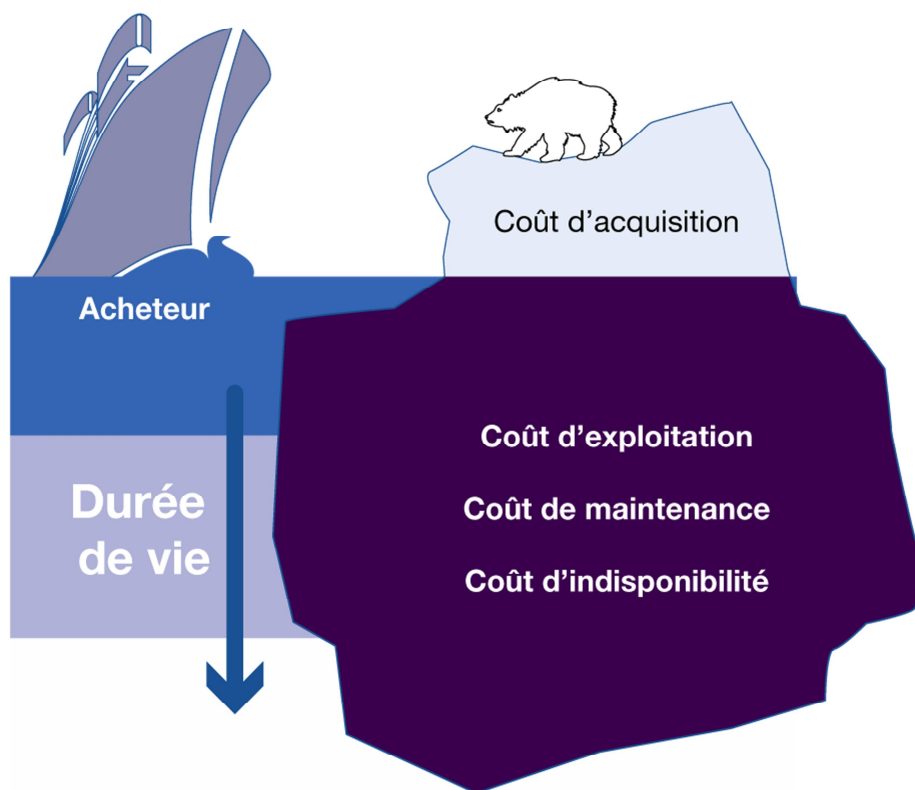 Coût d’acquisition
Acheteur
Coût d’exploitation
Durée
de vie
Coût de maintenance
Coût d’indisponibilité